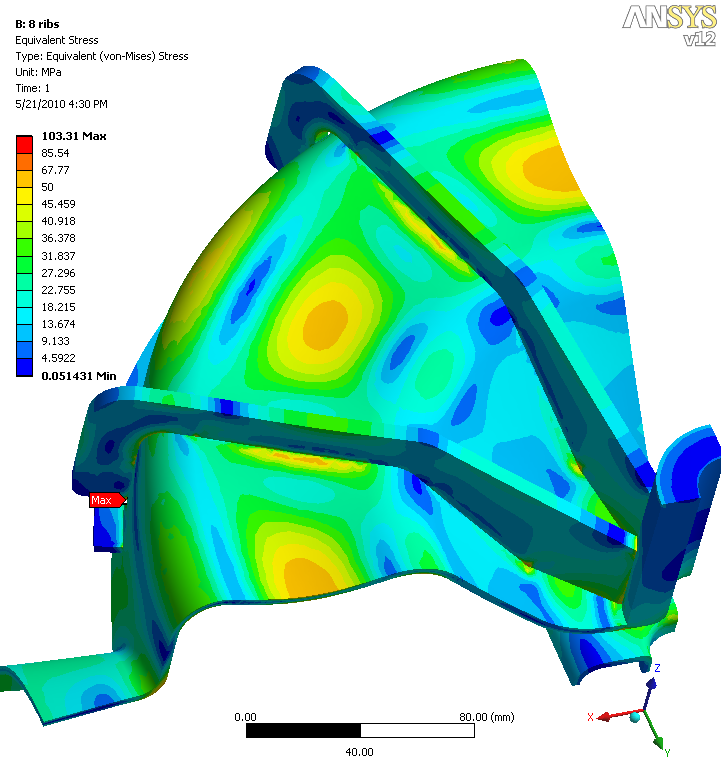 B: 8 ribs
Equivalent Stress
Type: Equivalent (von-Mises) Stress
Unit: MPa
Time: 1
5/21/2010 4:30 PM
ANSYS
v12
103.31 Max
85.54
67.77
50
45.459
40.918
36.378
31.837
27.296
22.755
18.215
13.674
9.133
4.5922
0.051431 Min
Max
0.00
80.00 (mm)
40.00
Z
X
Y